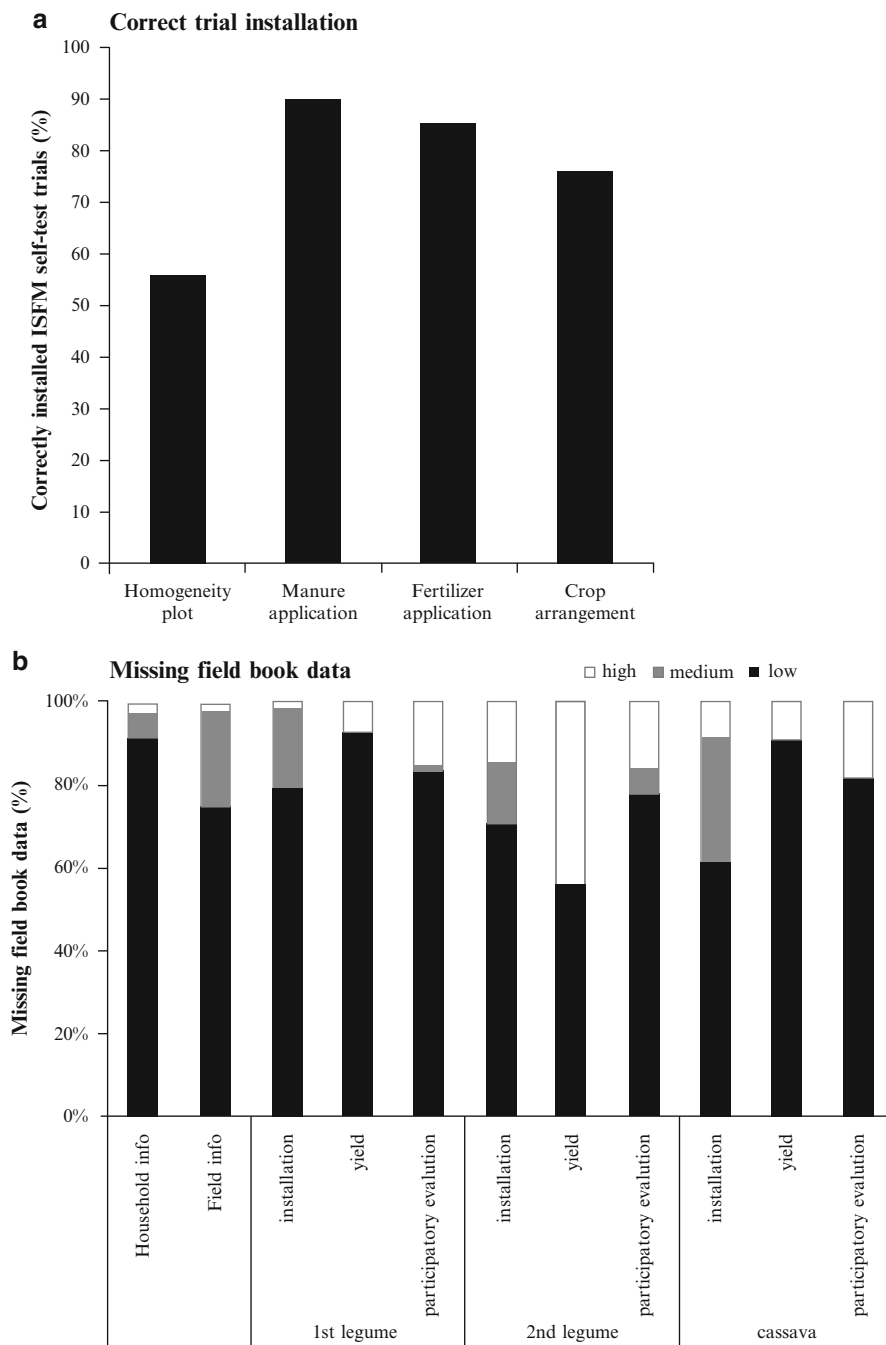 a Correct trial installation
Correctly installed ISFM self-test trials (%)
100
90
80
70
60
50
40
30
20
10
0
Homogeneity
plot
Manure
application
Fertilizer
application
Crop
arrangement
b Missing field book data
high medium low
Missing field book data (%)
100%
80%
60%
40%
20%
0%
Household info
Field info
installation
yield
participatory evalution
installation
yield
participatory evalution
installation
yield
participatory evalution
1st legume
2nd legume
cassava